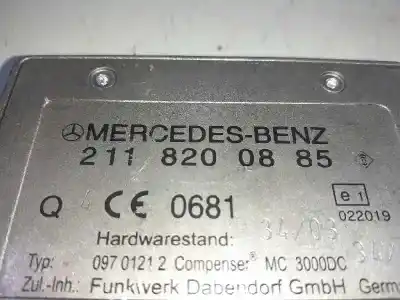 MERCEDES-BENZ
211 820 08 85
Q CE 0681 e1
022019
Hardwarestand: 34/03
Typ: 097 0121 2 Compenser® MC 3000DC
Zul.-Inh.: Funkwerk Dabendorf GmbH Germ